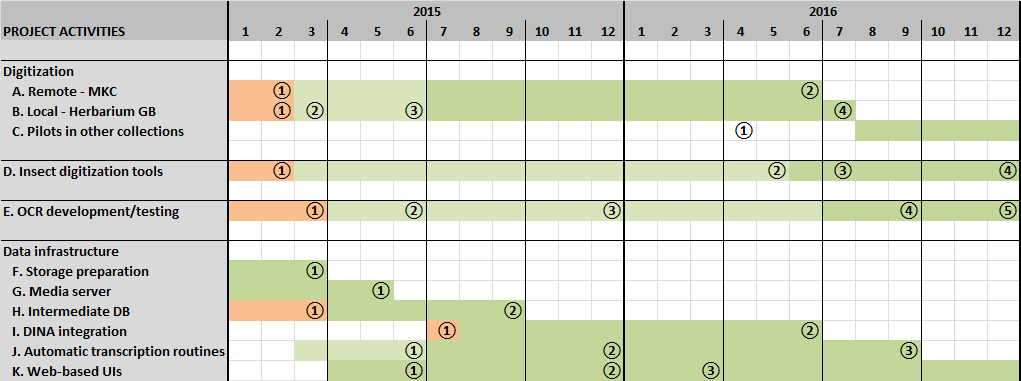 2015 2016
PROJECT ACTIVITIES 1 2 3 4 5 6 7 8 9 10 11 12 1 2 3 4 5 6 7 8 9 10 11 12
Digitization
A. Remote - MKC 1 2
B. Local - Herbarium GB 1 2 3 4
C. Pilots in other collections 1
D. Insect digitization tools 1 2 3 4
E. OCR development/testing 1 2 3 4 5
Data infrastructure
F. Storage preparation 1
G. Media server 1
H. Intermediate DB 1 2
I. DINA integration 1 2
J. Automatic transcription routines 1 2 3
K. Web-based UIs 1 2 3